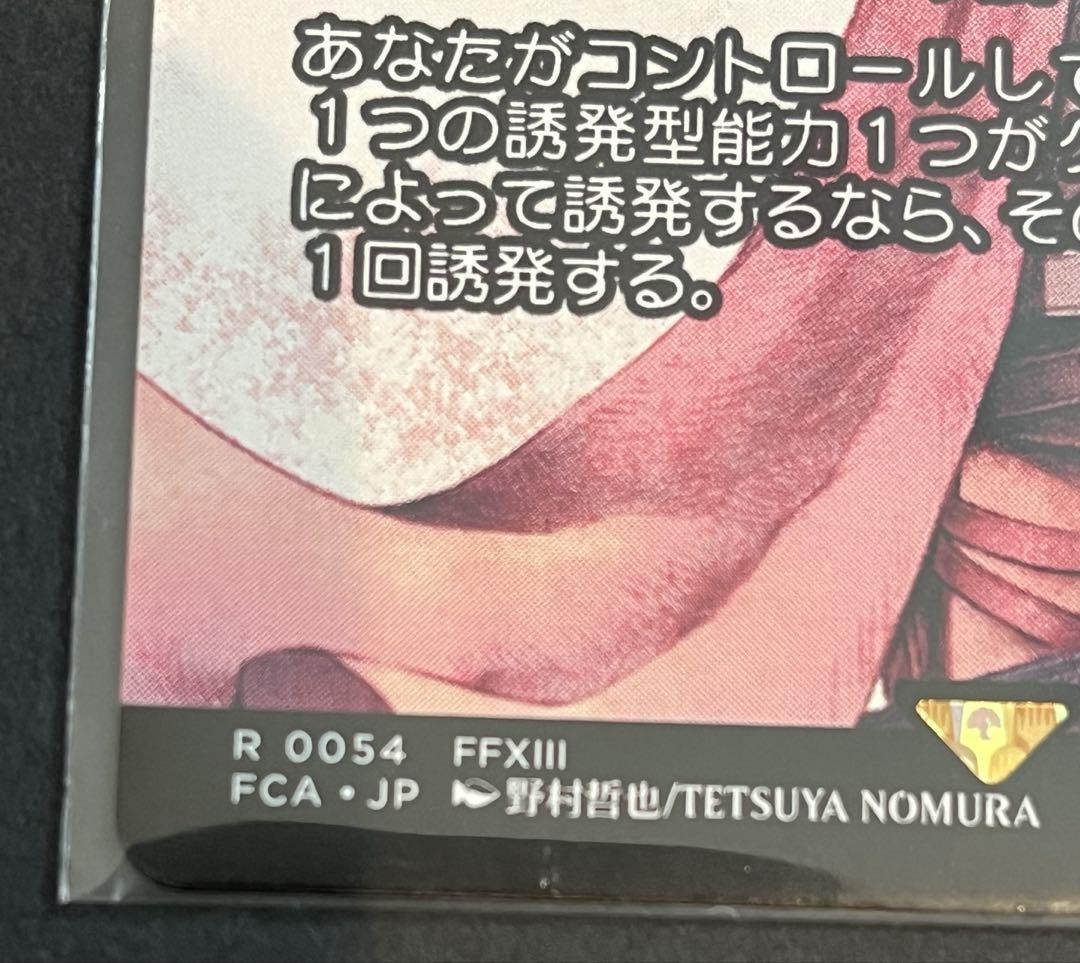 あなたがコントロールして
1つの誘発型能力1つがク
によって誘発するなら、その
1回誘発する。
R 0054 FFXIII
FCA • JP 野村哲也/TETSUYA NOMURA